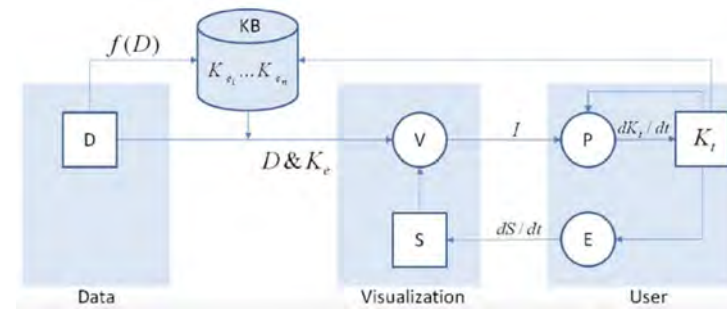 KB
f(D)
K_{e_1} ... K_{e_n}
D
V
I
P
dK_t/dt
K_t
D & K_e
S
dS/dt
E
Data
Visualization
User